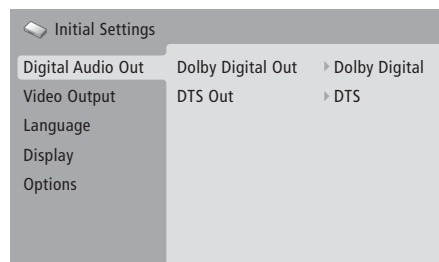 Initial Settings
Digital Audio Out Dolby Digital Out Dolby Digital
Video Output DTS Out DTS
Language
Display
Options